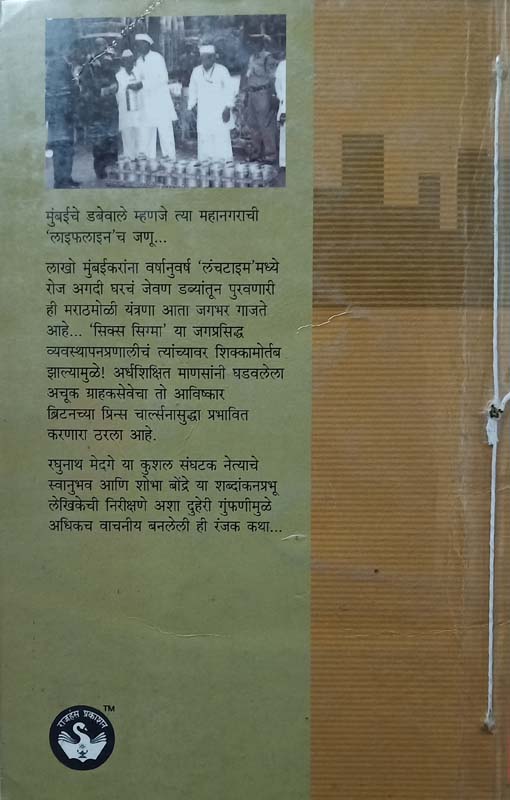 मुंबईचे डबेवाले म्हणजे त्या महानगराची
‘लाइफलाइन’च जणू...
लाखो मुंबईकरांना वर्षानुवर्ष ‘लंचटाइम’मध्ये
रोज अगदी घरचं जेवण डब्यांतून पुरवणारी
ही मराठमोळी यंत्रणा आता जगभर गाजते
आहे... ‘सिक्स सिग्मा’ या जगप्रसिद्ध
व्यवस्थापनप्रणालीचं त्यांच्यावर शिक्कामोर्तब
झाल्यामुळे! अर्धशिक्षित माणसांनी घडवलेला
अचूक ग्राहकसेवेचा तो आविष्कार
ब्रिटनच्या प्रिन्स चार्ल्सनासुद्धा प्रभावित
करणारा ठरला आहे.
रघुनाथ मेदगे या कुशल संघटक नेत्याचे
स्वानुभव आणि शोभा बोंद्रे या शब्दांकनप्रभू
लेखिकेची निरीक्षणे अशा दुहेरी गुंफणीमुळे
अधिकच वाचनीय बनलेली ही रंजक कथा...
राजहंस प्रकाशन
TM